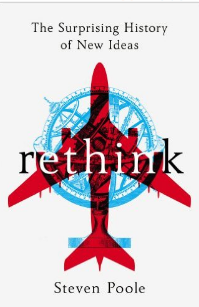 The Surprising History
of New Ideas
rethink
Steven Poole